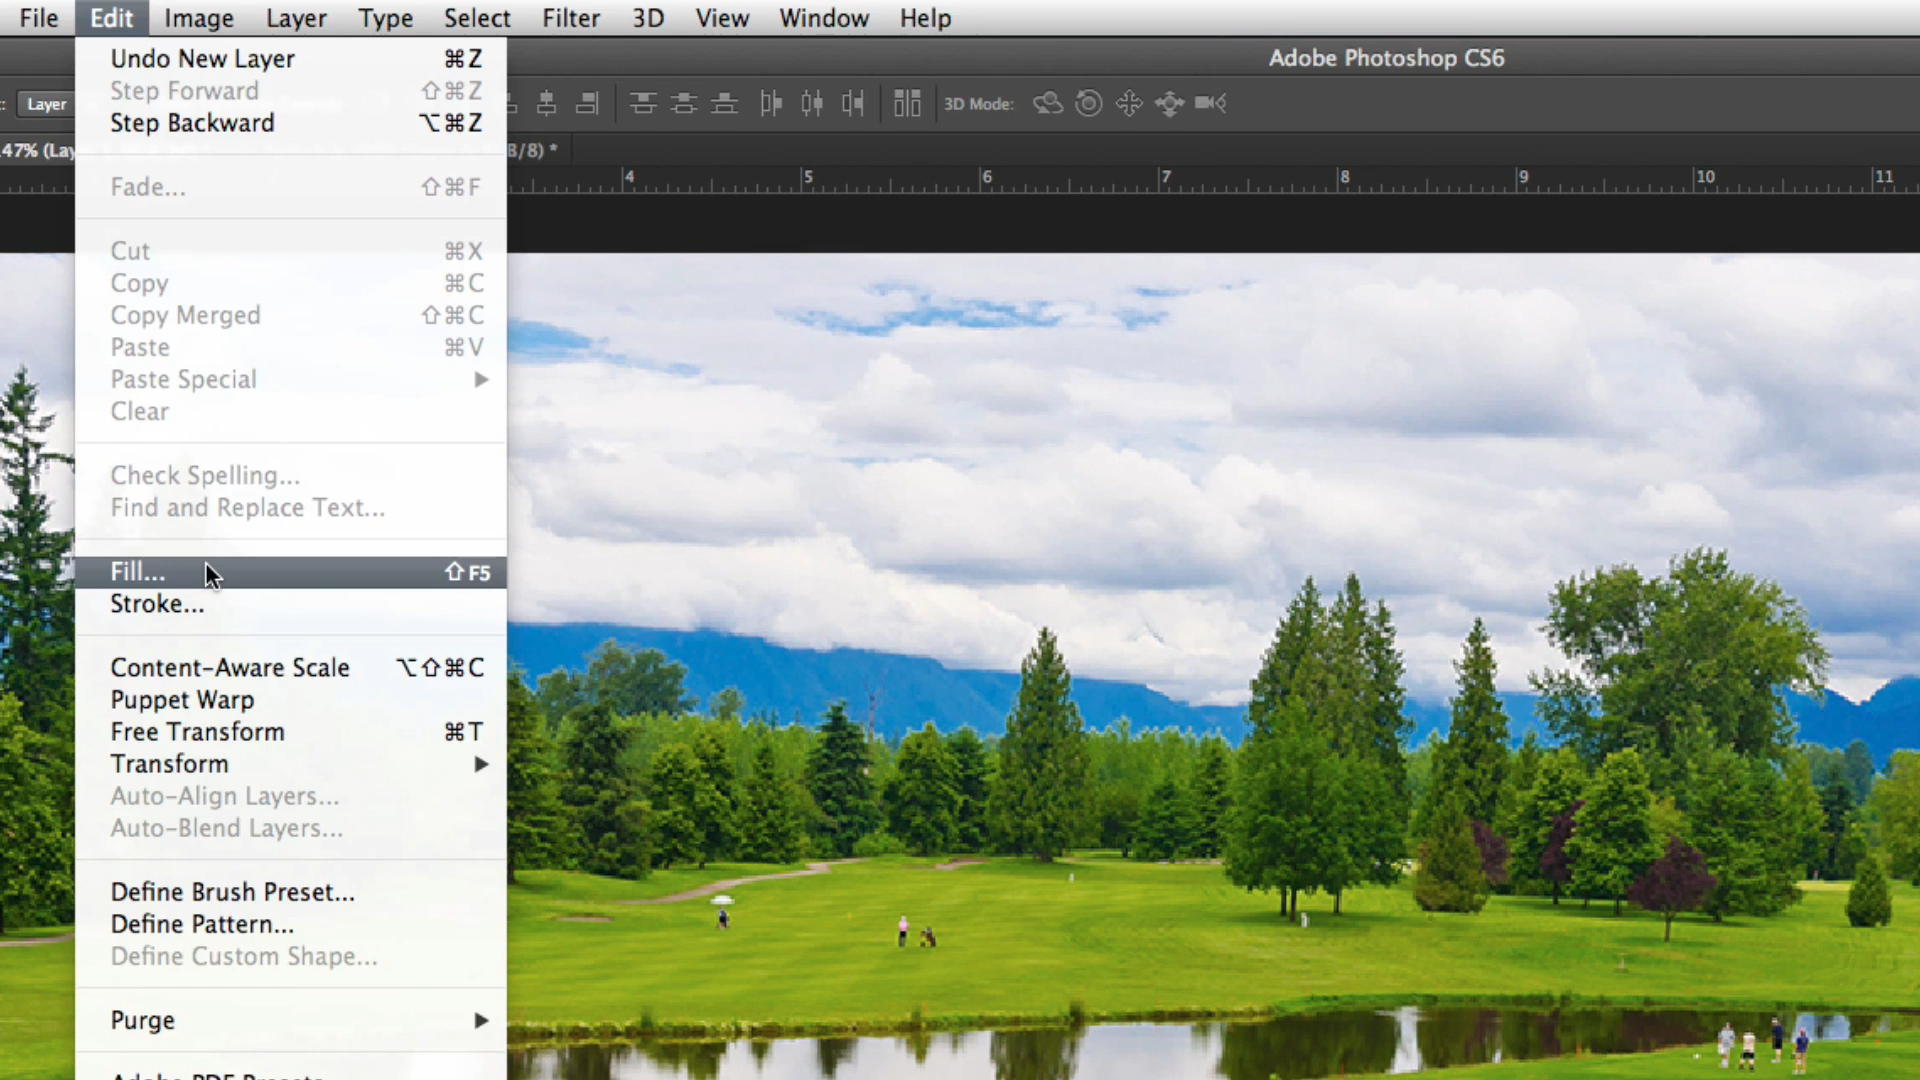 File Edit Image Layer Type Select Filter 3D View Window Help
Adobe Photoshop CS6
Undo New Layer ⌘Z
Step Forward ⇧⌘Z
Step Backward ⌥⌘Z
Layer
3D Mode:
47% (Lay
/8) *
4 5 6 7 8 9 10 11
Fade... ⇧⌘F
Cut ⌘X
Copy ⌘C
Copy Merged ⇧⌘C
Paste ⌘V
Paste Special
Clear
Check Spelling...
Find and Replace Text...
Fill... ⇧F5
Stroke...
Content-Aware Scale ⌥⇧⌘C
Puppet Warp
Free Transform ⌘T
Transform
Auto-Align Layers...
Auto-Blend Layers...
Define Brush Preset...
Define Pattern...
Define Custom Shape...
Purge